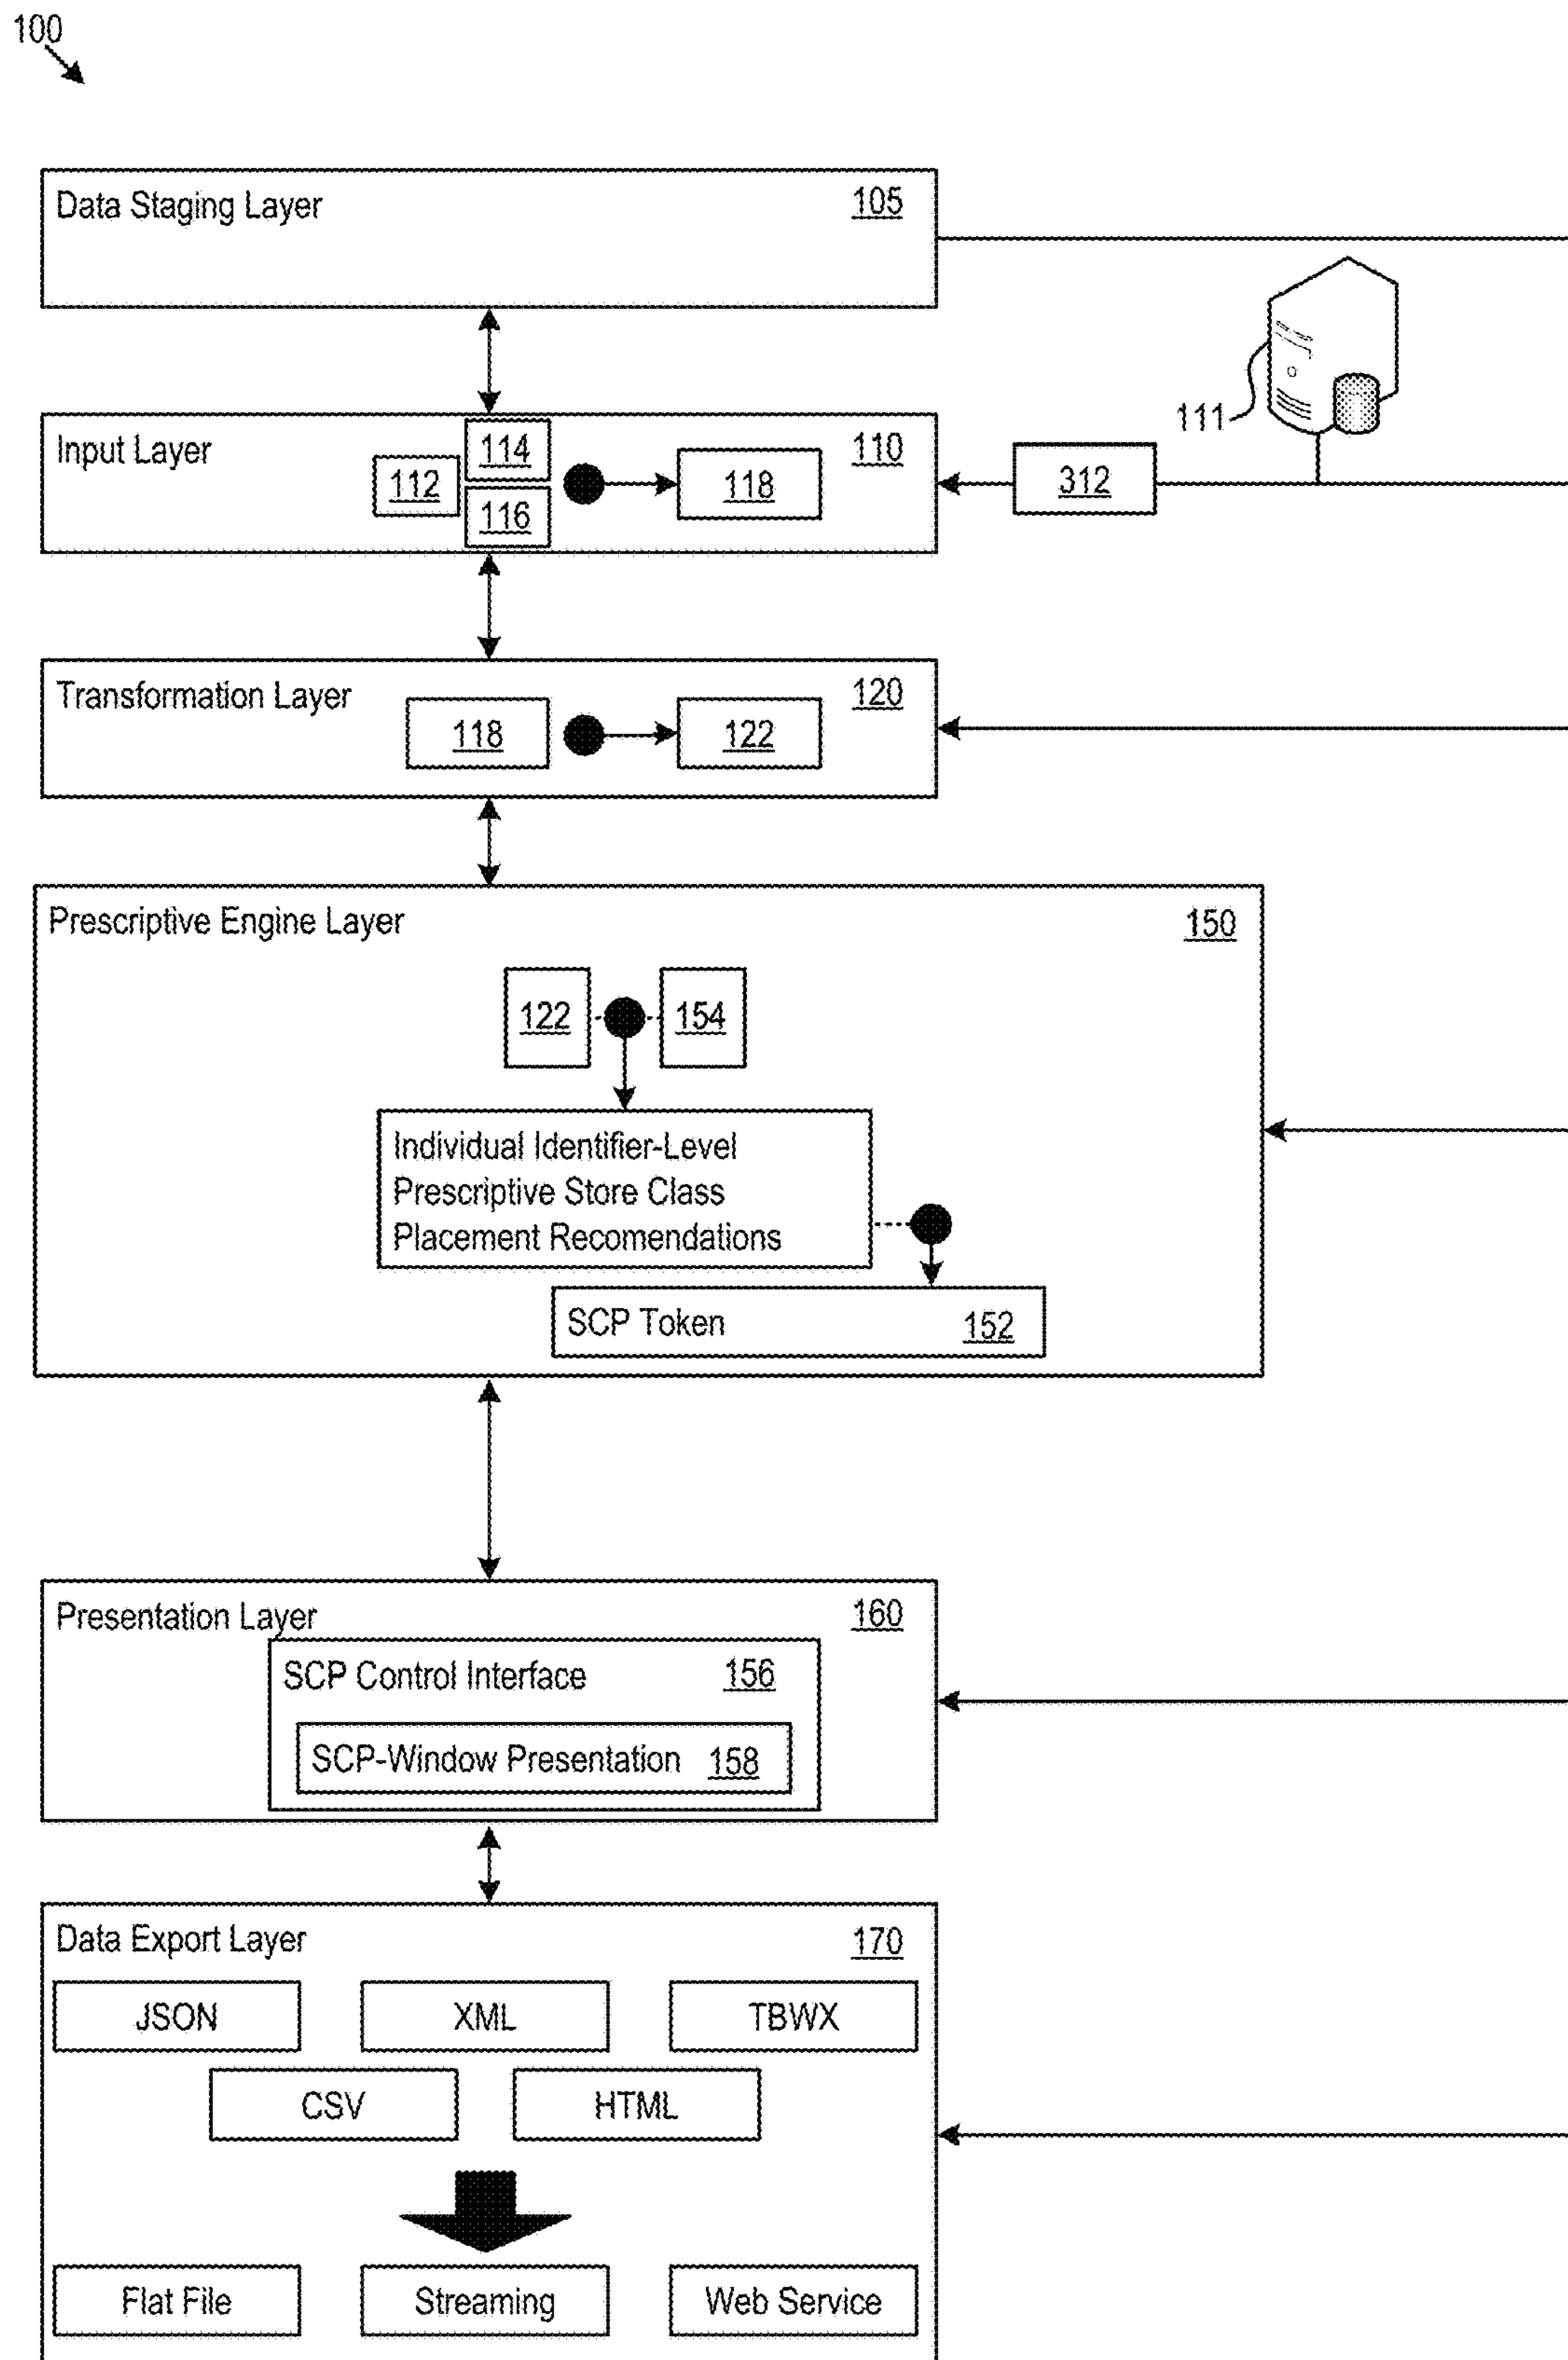 100
Data Staging Layer 105
111
Input Layer 112 114 116 118 110
312
Transformation Layer 118 122 120
Prescriptive Engine Layer 150
122 154
Individual Identifier-Level
Prescriptive Store Class
Placement Recomendations
SCP Token 152
Presentation Layer 160
SCP Control Interface 156
SCP-Window Presentation 158
Data Export Layer 170
JSON XML TBWX
CSV HTML
Flat File Streaming Web Service